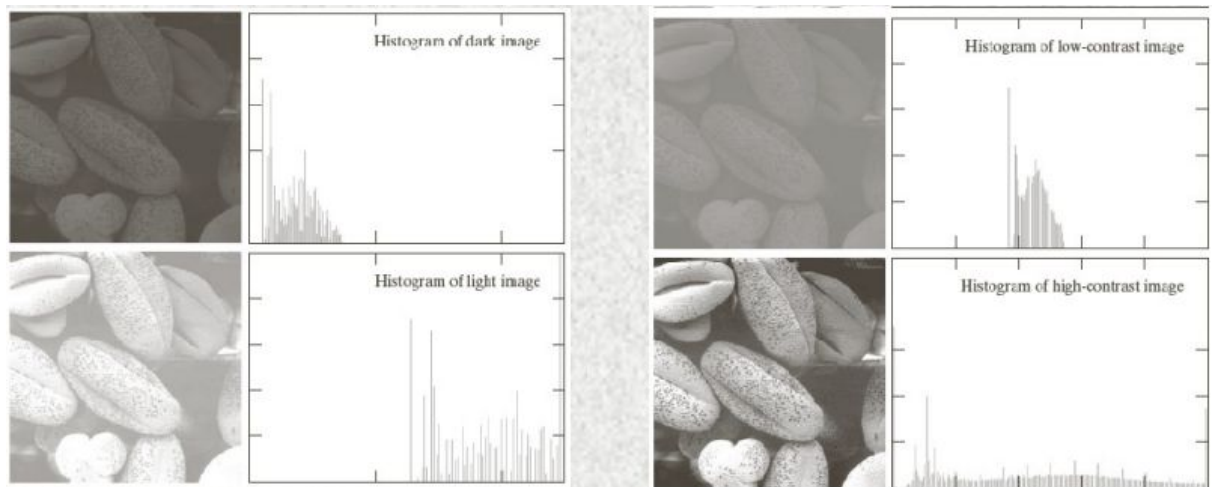 Histogram of dark image
Histogram of low-contrast image
Histogram of light image
Histogram of high-contrast image